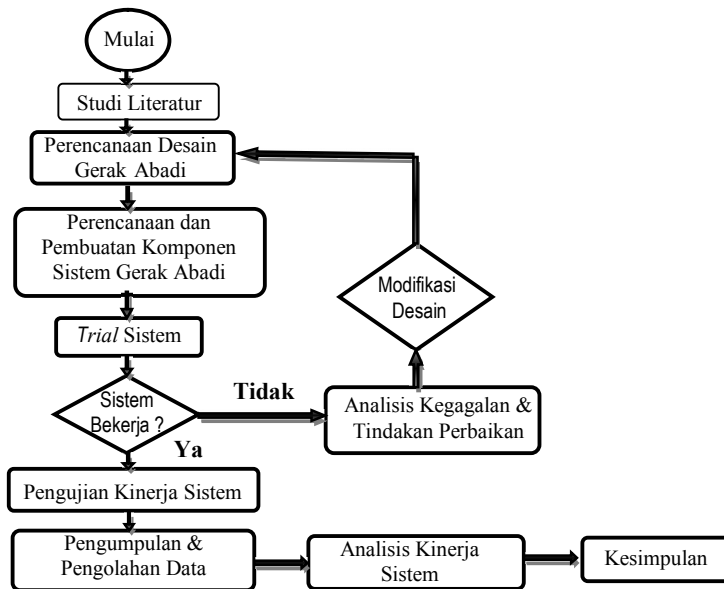 Mulai
Studi Literatur
Perencanaan Desain
Gerak Abadi
Perencanaan dan
Pembuatan Komponen
Sistem Gerak Abadi
Trial Sistem
Sistem
Bekerja ?
Tidak
Analisis Kegagalan &
Tindakan Perbaikan
Modifikasi
Desain
Ya
Pengujian Kinerja Sistem
Pengumpulan &
Pengolahan Data
Analisis Kinerja
Sistem
Kesimpulan